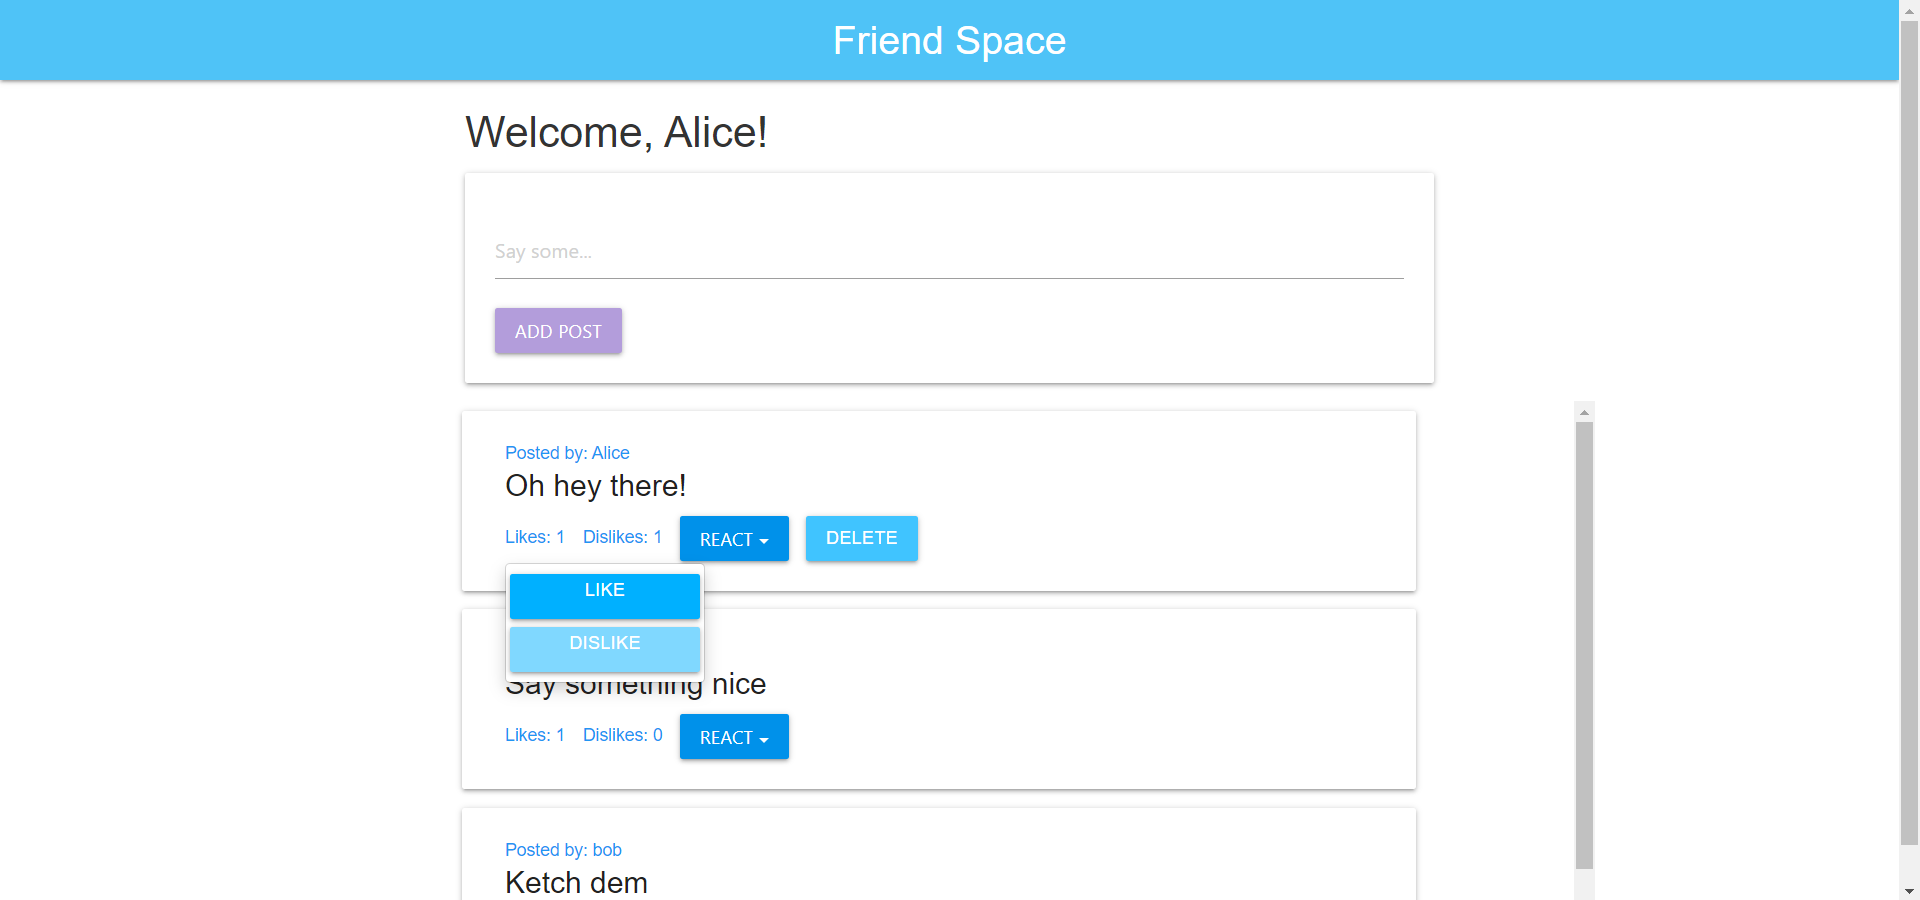 Friend Space
Welcome, Alice!
Say some...
ADD POST
Posted by: Alice
Oh hey there!
Likes: 1 Dislikes: 1 REACT DELETE
LIKE
DISLIKE
Say something nice
Likes: 1 Dislikes: 0 REACT
Posted by: bob
Ketch dem